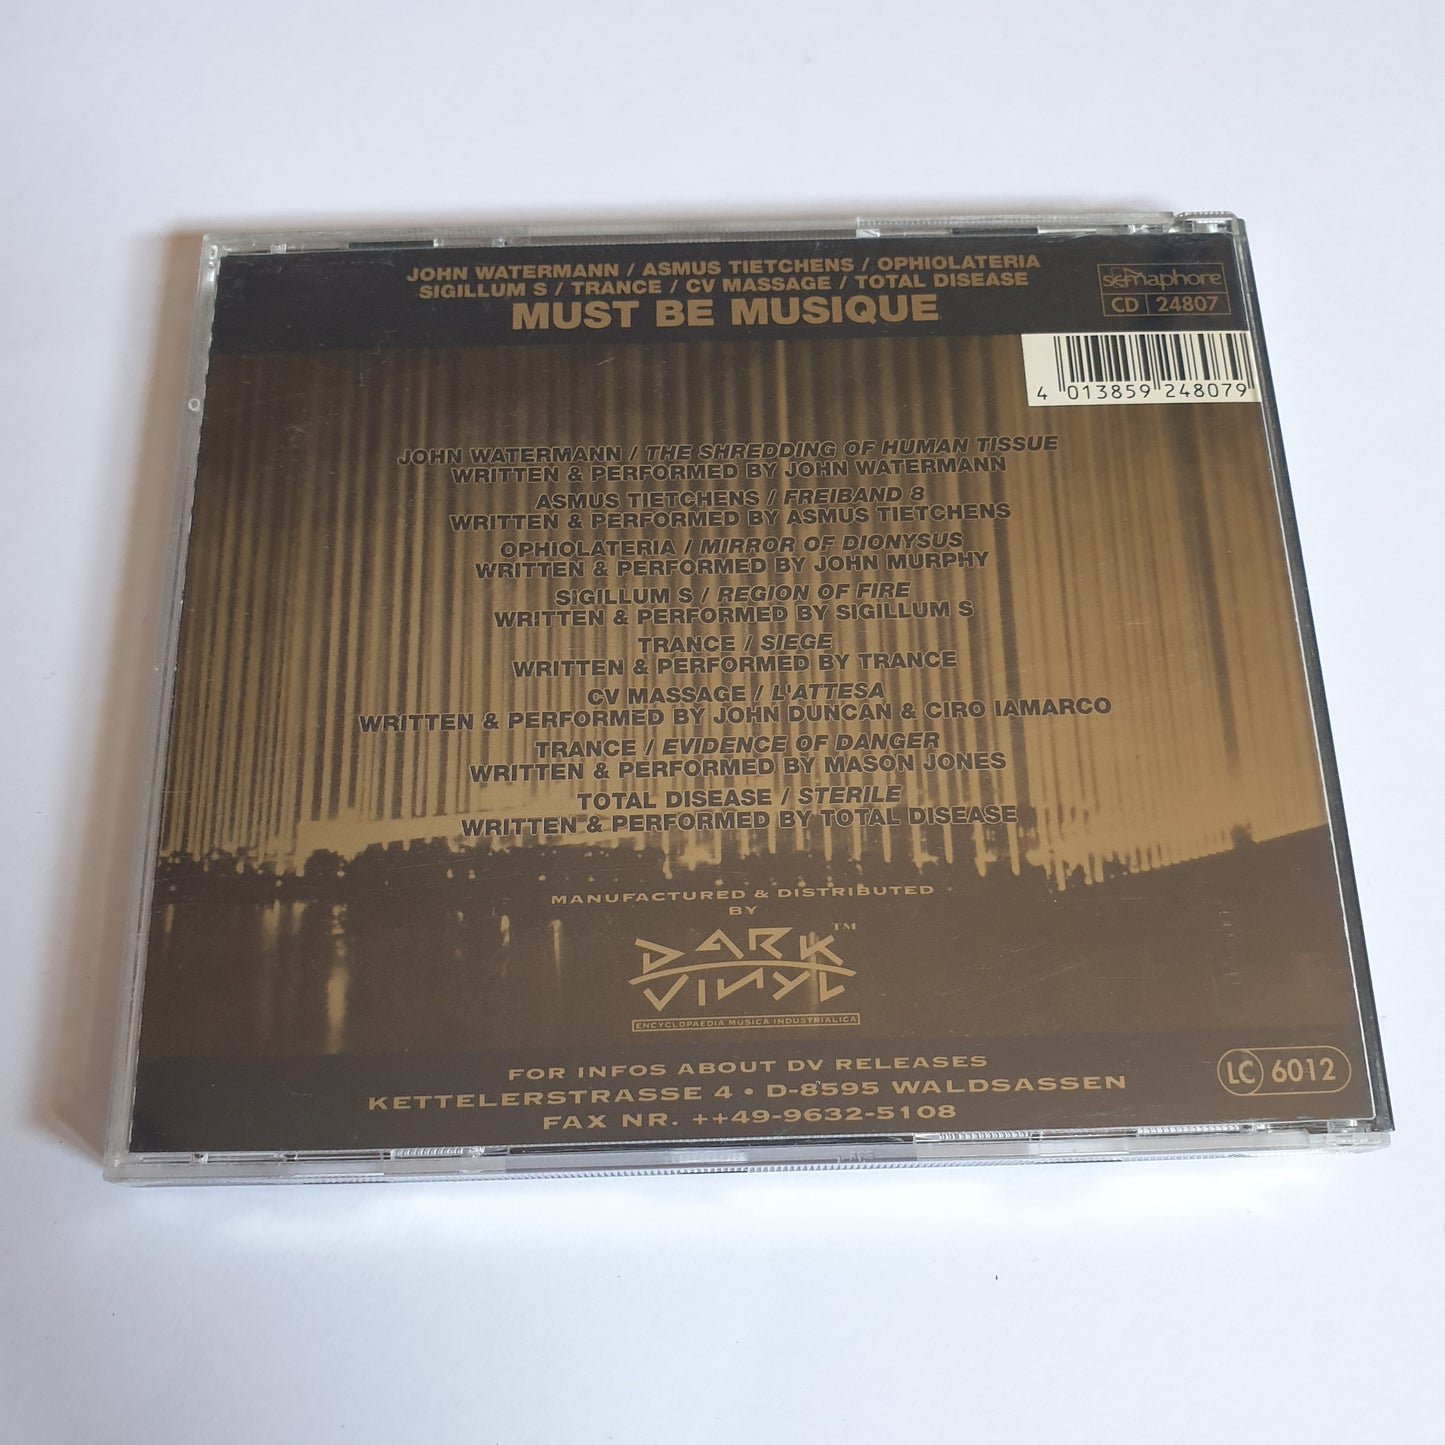 JOHN WATERMANN / ASMUS TIETCHENS / OPHIOLATERIA
SIGILLUM S / TRANCE / CV MASSAGE / TOTAL DISEASE
MUST BE MUSIQUE
semaphore
CD 24807
4 013859 248079
JOHN WATERMANN / THE SHREDDING OF HUMAN TISSUE
WRITTEN & PERFORMED BY JOHN WATERMANN
ASMUS TIETCHENS / FREIBAND 8
WRITTEN & PERFORMED BY ASMUS TIETCHENS
OPHIOLATERIA / MIRROR OF DIONYSUS
WRITTEN & PERFORMED BY JOHN MURPHY
SIGILLUM S / REGION OF FIRE
WRITTEN & PERFORMED BY SIGILLUM S
TRANCE / SIEGE
WRITTEN & PERFORMED BY TRANCE
CV MASSAGE / L'ATTESA
WRITTEN & PERFORMED BY JOHN DUNCAN & CIRO IAMARCO
TRANCE / EVIDENCE OF DANGER
WRITTEN & PERFORMED BY MASON JONES
TOTAL DISEASE / STERILE
WRITTEN & PERFORMED BY TOTAL DISEASE
MANUFACTURED & DISTRIBUTED
BY
DARK TM
VINYL
ENCYCLOPAEDIA MUSICA INDUSTRIALICA
FOR INFOS ABOUT DV RELEASES
KETTELERSTRASSE 4 • D-8595 WALDSASSEN
FAX NR. ++49-9632-5108
LC 6012